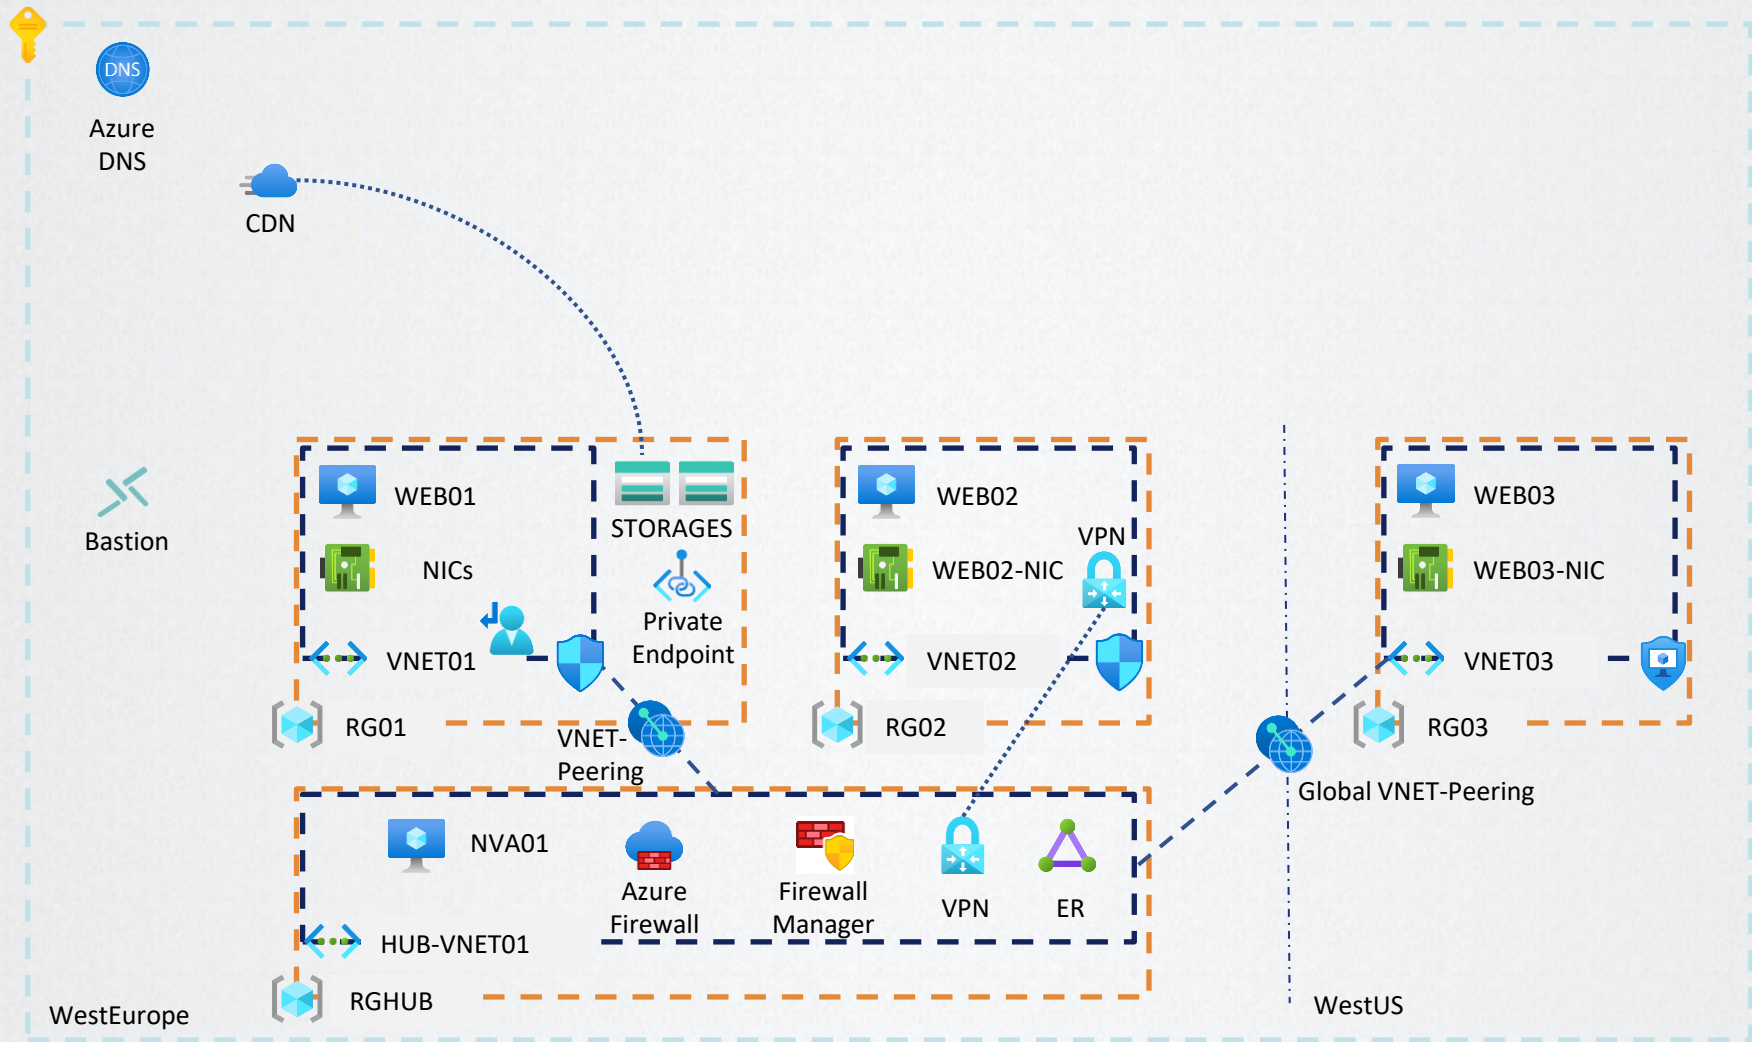 DNS
Azure
DNS
CDN
Bastion
WEB01
NICs
VNET01
RG01
STORAGES
Private
Endpoint
VNET-
Peering
WEB02
VPN
WEB02-NIC
VNET02
RG02
WEB03
WEB03-NIC
VNET03
RG03
Global VNET-Peering
NVA01
Azure
Firewall
Firewall
Manager
VPN
ER
HUB-VNET01
RGHUB
WestEurope
WestUS